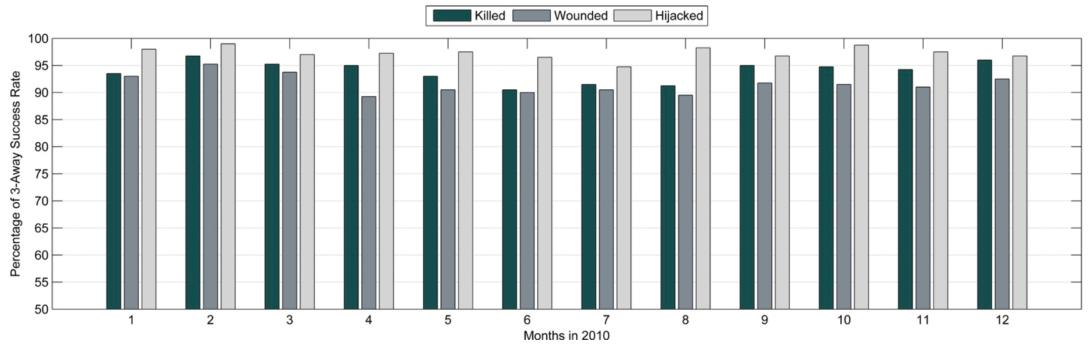 Killed Wounded Hijacked
Percentage of 3-Away Success Rate
100
95
90
85
80
75
70
65
60
55
50
1 2 3 4 5 6 7 8 9 10 11 12
Months in 2010